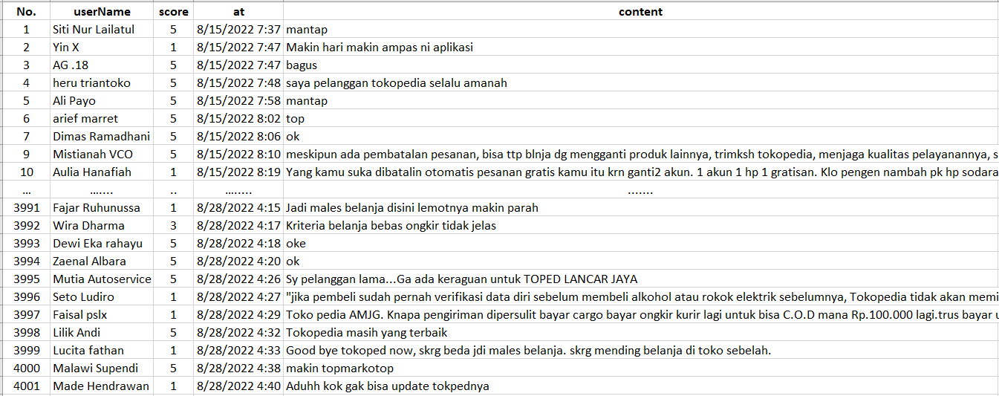 No. userName score at content
1 Siti Nur Lailatul 5 8/15/2022 7:37 mantap
2 Yin X 1 8/15/2022 7:47 Makin hari makin ampas ni aplikasi
3 AG .18 5 8/15/2022 7:47 bagus
4 heru triantoko 5 8/15/2022 7:48 saya pelanggan tokopedia selalu amanah
5 Ali Payo 5 8/15/2022 7:58 mantap
6 arief marret 5 8/15/2022 8:02 top
7 Dimas Ramadhani 5 8/15/2022 8:06 ok
9 Mistianah VCO 5 8/15/2022 8:10 meskipun ada pembatalan pesanan, bisa ttp blnja dg mengganti produk lainnya, trimksh tokopedia, menjaga kualitas pelayanannya, s
10 Aulia Hanafiah 1 8/15/2022 8:19 Yang kamu suka dibatalin otomatis pesanan gratis kamu itu krn ganti2 akun. 1 akun 1 hp 1 gratisan. Klo pengen nambah pk hp sodara
... ....... .. ........ .......
3991 Fajar Ruhunussa 1 8/28/2022 4:15 Jadi males belanja disini lemotnya makin parah
3992 Wira Dharma 3 8/28/2022 4:17 Kriteria belanja bebas ongkir tidak jelas
3993 Dewi Eka rahayu 5 8/28/2022 4:18 oke
3994 Zaenal Albara 5 8/28/2022 4:20 ok
3995 Mutia Autoservice 5 8/28/2022 4:26 Sy pelanggan lama...Ga ada keraguan untuk TOPED LANCAR JAYA
3996 Seto Ludiro 1 8/28/2022 4:27 "jika pembeli sudah pernah verifikasi data diri sebelum membeli alkohol atau rokok elektrik sebelumnya, Tokopedia tidak akan memi
3997 Faisal pslx 1 8/28/2022 4:29 Toko pedia AMJG. Knapa pengiriman dipersulit bayar cargo bayar ongkir kurir lagi untuk bisa C.O.D mana Rp.100.000 lagi.trus bayar u
3998 Lilik Andi 5 8/28/2022 4:32 Tokopedia masih yang terbaik
3999 Lucita fathan 1 8/28/2022 4:33 Good bye tokoped now, skrg beda jdi males belanja. skrg mending belanja di toko sebelah.
4000 Malawi Supendi 5 8/28/2022 4:38 makin topmarkotop
4001 Made Hendrawan 1 8/28/2022 4:40 Aduhh kok gak bisa update tokpednya